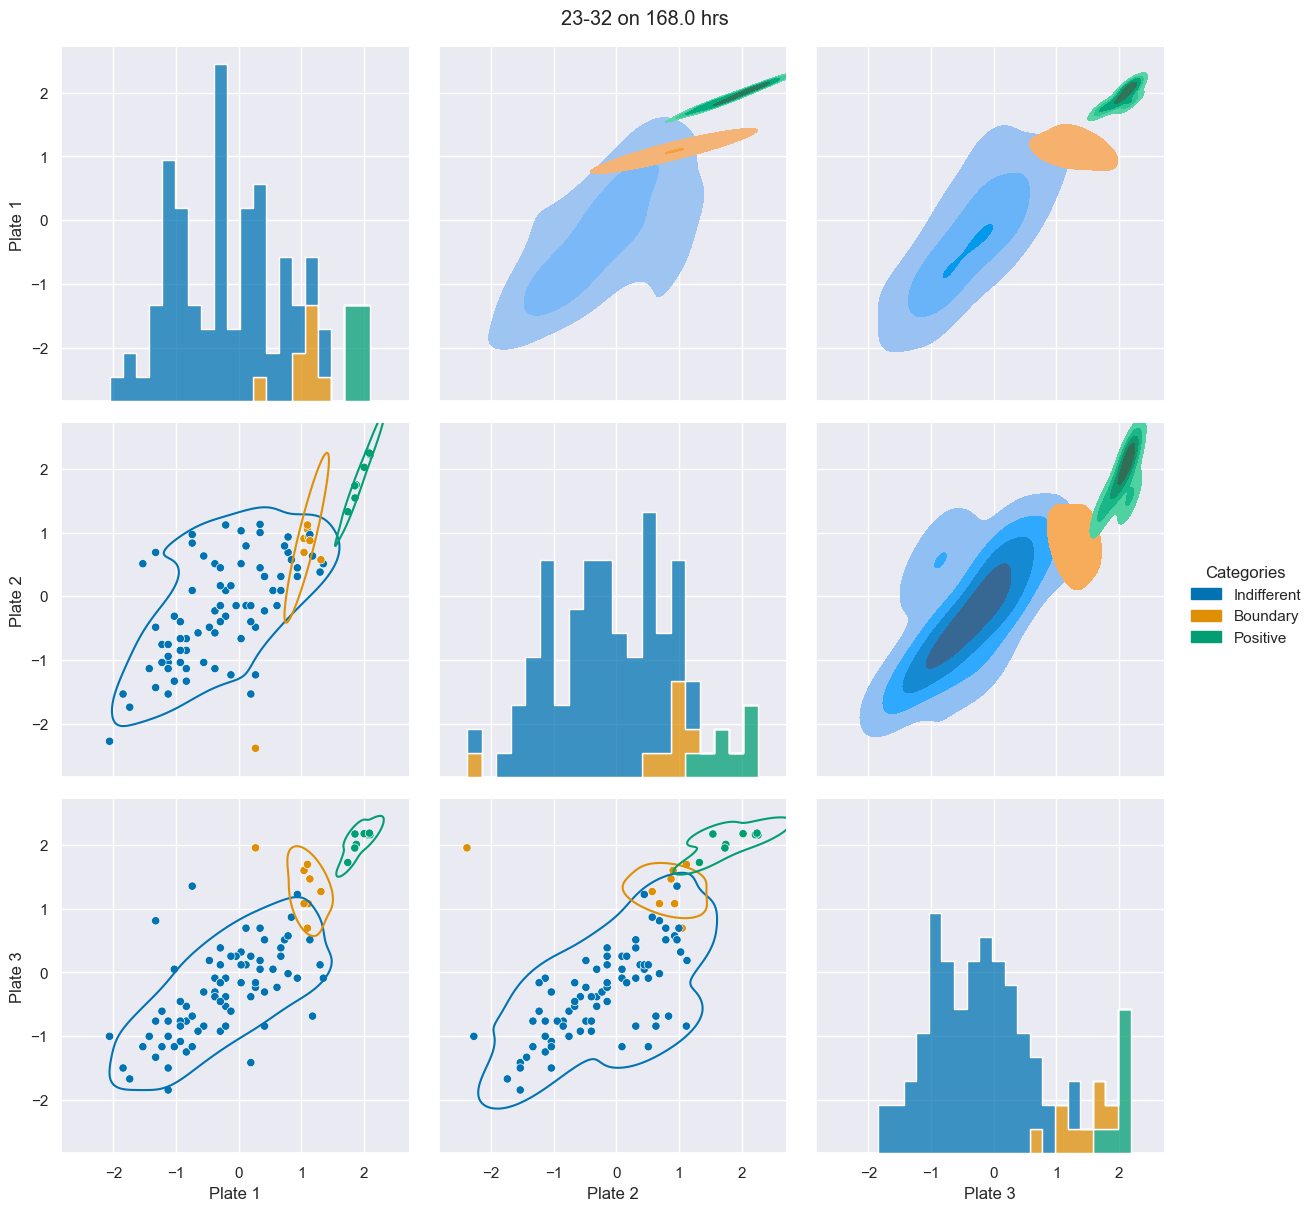 23-32 on 168.0 hrs
2
1
0
−1
−2
Plate 1
2
1
0
−1
−2
Plate 2
Categories
Indifferent
Boundary
Positive
2
1
0
−1
−2
Plate 3
−2 −1 0 1 2 −2 −1 0 1 2 −2 −1 0 1 2
Plate 1 Plate 2 Plate 3